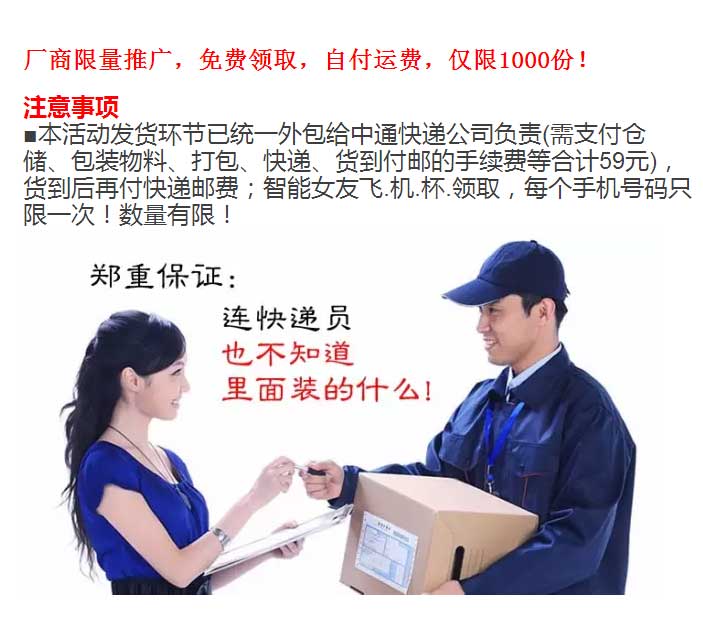 厂商限量推广，免费领取，自付运费，仅限1000份！
注意事项
■本活动发货环节已统一外包给中通快递公司负责(需支付仓
储、包装物料、打包、快递、货到付邮的手续费等合计59元)，
货到后再付快递邮费；智能女友飞.机.杯.领取，每个手机号码只
限一次！数量有限！
郑重保证：
连快递员
也不知道
里面装的什么!